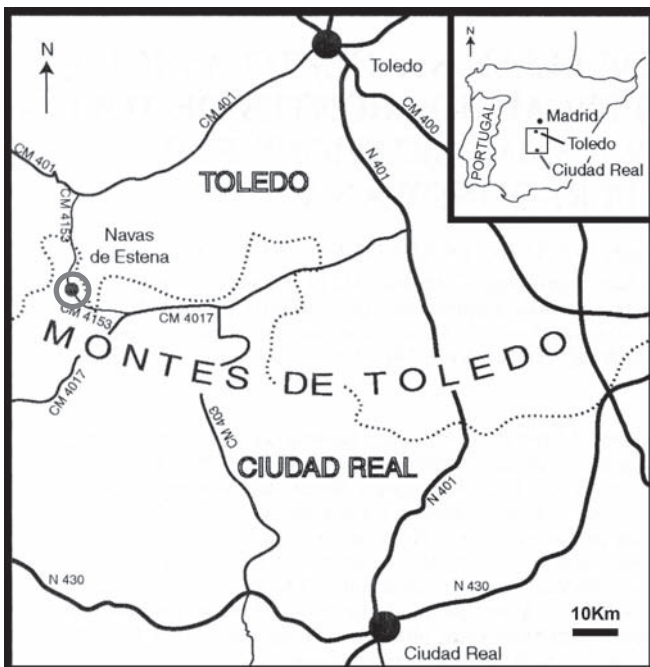 N
Toledo
CM 401
CM 400
CM 401
N 401
TOLEDO
CM 4153
Navas
de Estena
CM 4153
CM 4017
MONTES DE TOLEDO
CM 4017
CM 403
CIUDAD REAL
N 401
N 430
N 430
10Km
Ciudad Real
N
PORTUGAL
Madrid
Toledo
Ciudad Real